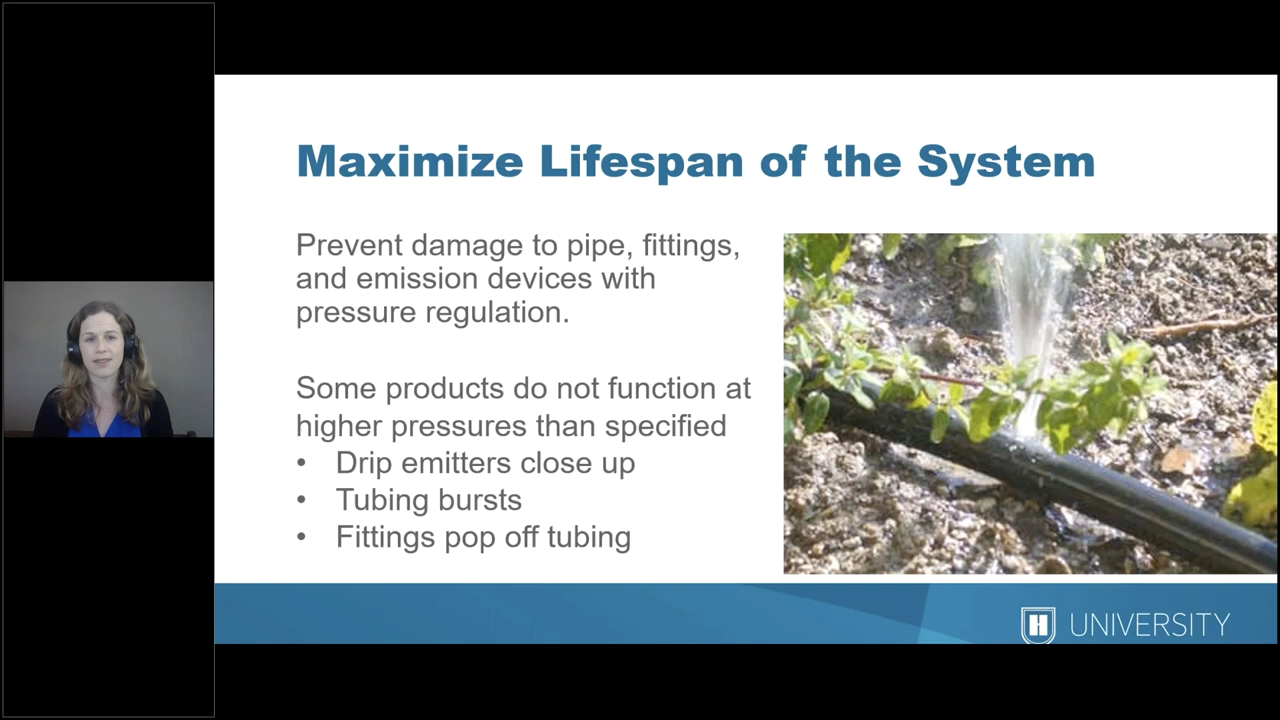 Maximize Lifespan of the System
Prevent damage to pipe, fittings,
and emission devices with
pressure regulation.
Some products do not function at
higher pressures than specified
• Drip emitters close up
• Tubing bursts
• Fittings pop off tubing
H UNIVERSITY